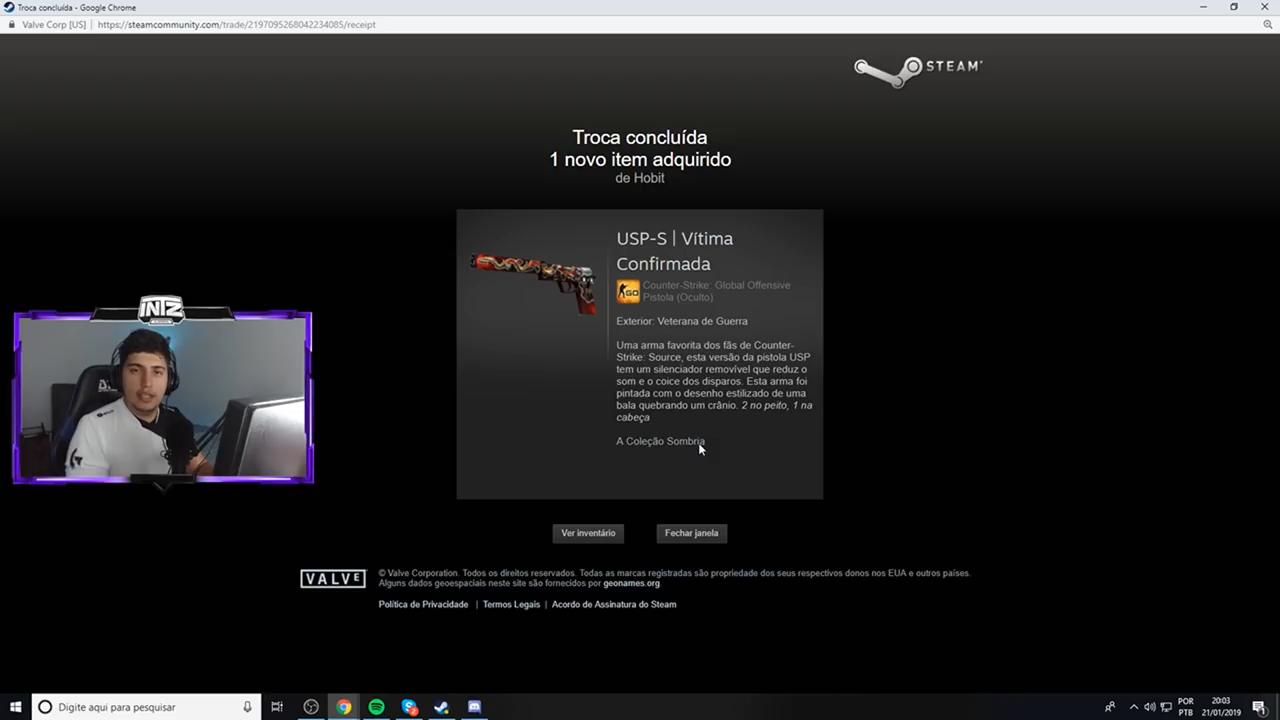 Troca concluída - Google Chrome
Valve Corp [US] | https://steamcommunity.com/trade/2197095268042234085/receipt
STEAM
Troca concluída
1 novo item adquirido
de Hobit
USP-S | Vítima
Confirmada
GO
Counter-Strike: Global Offensive
Pistola (Oculto)
Exterior: Veterana de Guerra
Uma arma favorita dos fãs de Counter-
Strike: Source, esta versão da pistola USP
tem um silenciador removível que reduz o
som e o coice dos disparos. Esta arma foi
pintada com o desenho estilizado de uma
bala quebrando um crânio. 2 no peito, 1 na
cabeça
A Coleção Sombria
INTZ
Ver inventário
Fechar janela
VALVE
© Valve Corporation. Todos os direitos reservados. Todas as marcas registradas são propriedade dos seus respectivos donos nos EUA e outros países.
Alguns dados geoespaciais neste site são fornecidos por geonames.org.
Política de Privacidade | Termos Legais | Acordo de Assinatura do Steam
Digite aqui para pesquisar
POR
PTB
20:03
21/01/2019
1